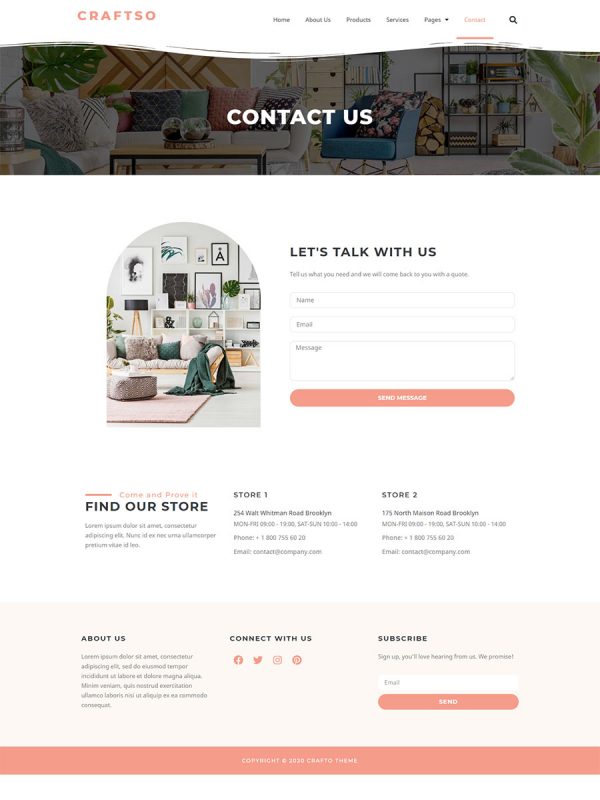 CRAFTSO
Home About Us Products Services Pages Contact
CONTACT US
LET'S TALK WITH US
Tell us what you need and we will come back to you with a quote.
Name
Email
Message
SEND MESSAGE
Come and Prove it
FIND OUR STORE
Lorem ipsum dolor sit amet, consectetur
adipiscing elit. Nunc id ex nec urna ullamcorper
pretium vitae id leo.
STORE 1
254 Walt Whitman Road Brooklyn
MON-FRI 09:00 - 19:00, SAT-SUN 10:00 - 14:00
Phone: + 1 800 755 60 20
Email: contact@company.com
STORE 2
175 North Maison Road Brooklyn
MON-FRI 09:00 - 19:00, SAT-SUN 10:00 - 14:00
Phone: + 1 800 755 60 20
Email: contact@company.com
ABOUT US
Lorem ipsum dolor sit amet, consectetur
adipiscing elit, sed do eiusmod tempor
incididunt ut labore et dolore magna aliqua.
Minim veniam, quis nostrud exercitation
ullamco laboris nisi ut aliquip ex ea commodo
consequat.
CONNECT WITH US
SUBSCRIBE
Sign up, you'll love hearing from us. We promise!
Email
SEND
COPYRIGHT © 2020 CRAFTO THEME